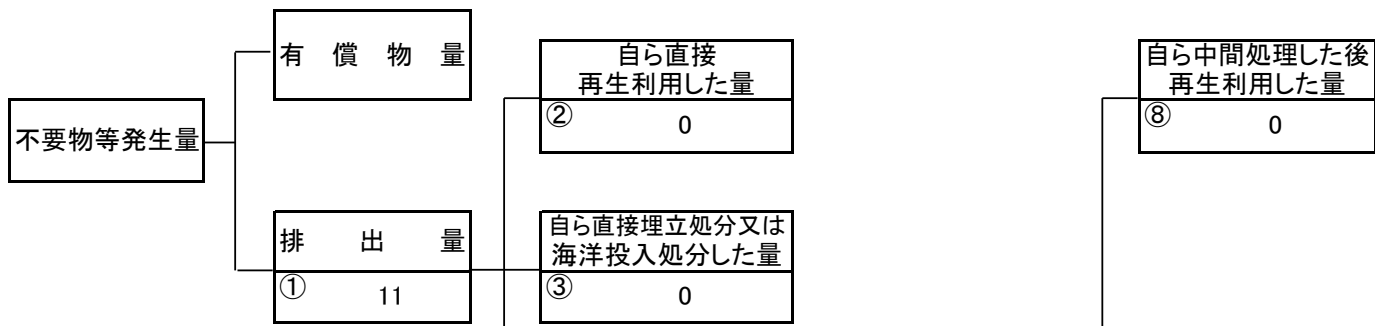 有償物量
自ら直接
再生利用した量
② 0
自ら中間処理した後
再生利用した量
⑧ 0
不要物等発生量
排出量
① 11
自ら直接埋立処分又は
海洋投入処分した量
③ 0